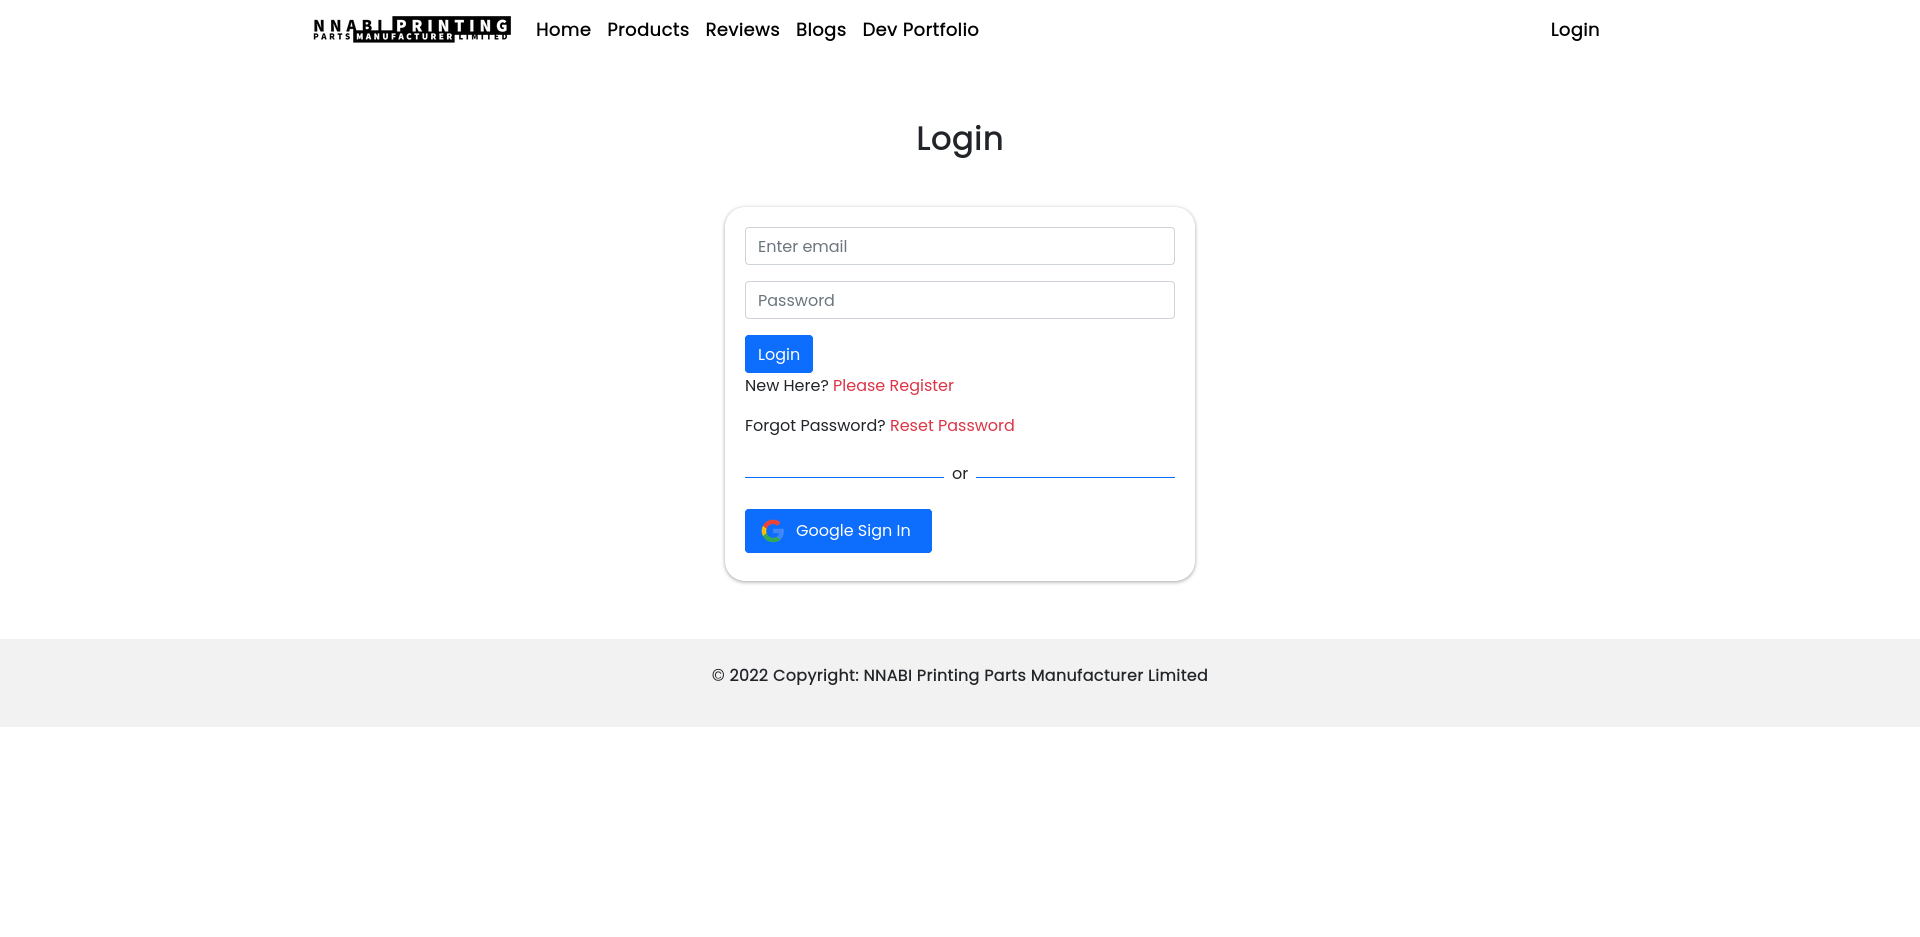 NNABI PRINTING
PARTS MANUFACTURER LIMITED
Home Products Reviews Blogs Dev Portfolio
Login
Login
Enter email
Password
Login
New Here? Please Register
Forgot Password? Reset Password
or
Google Sign In
© 2022 Copyright: NNABI Printing Parts Manufacturer Limited